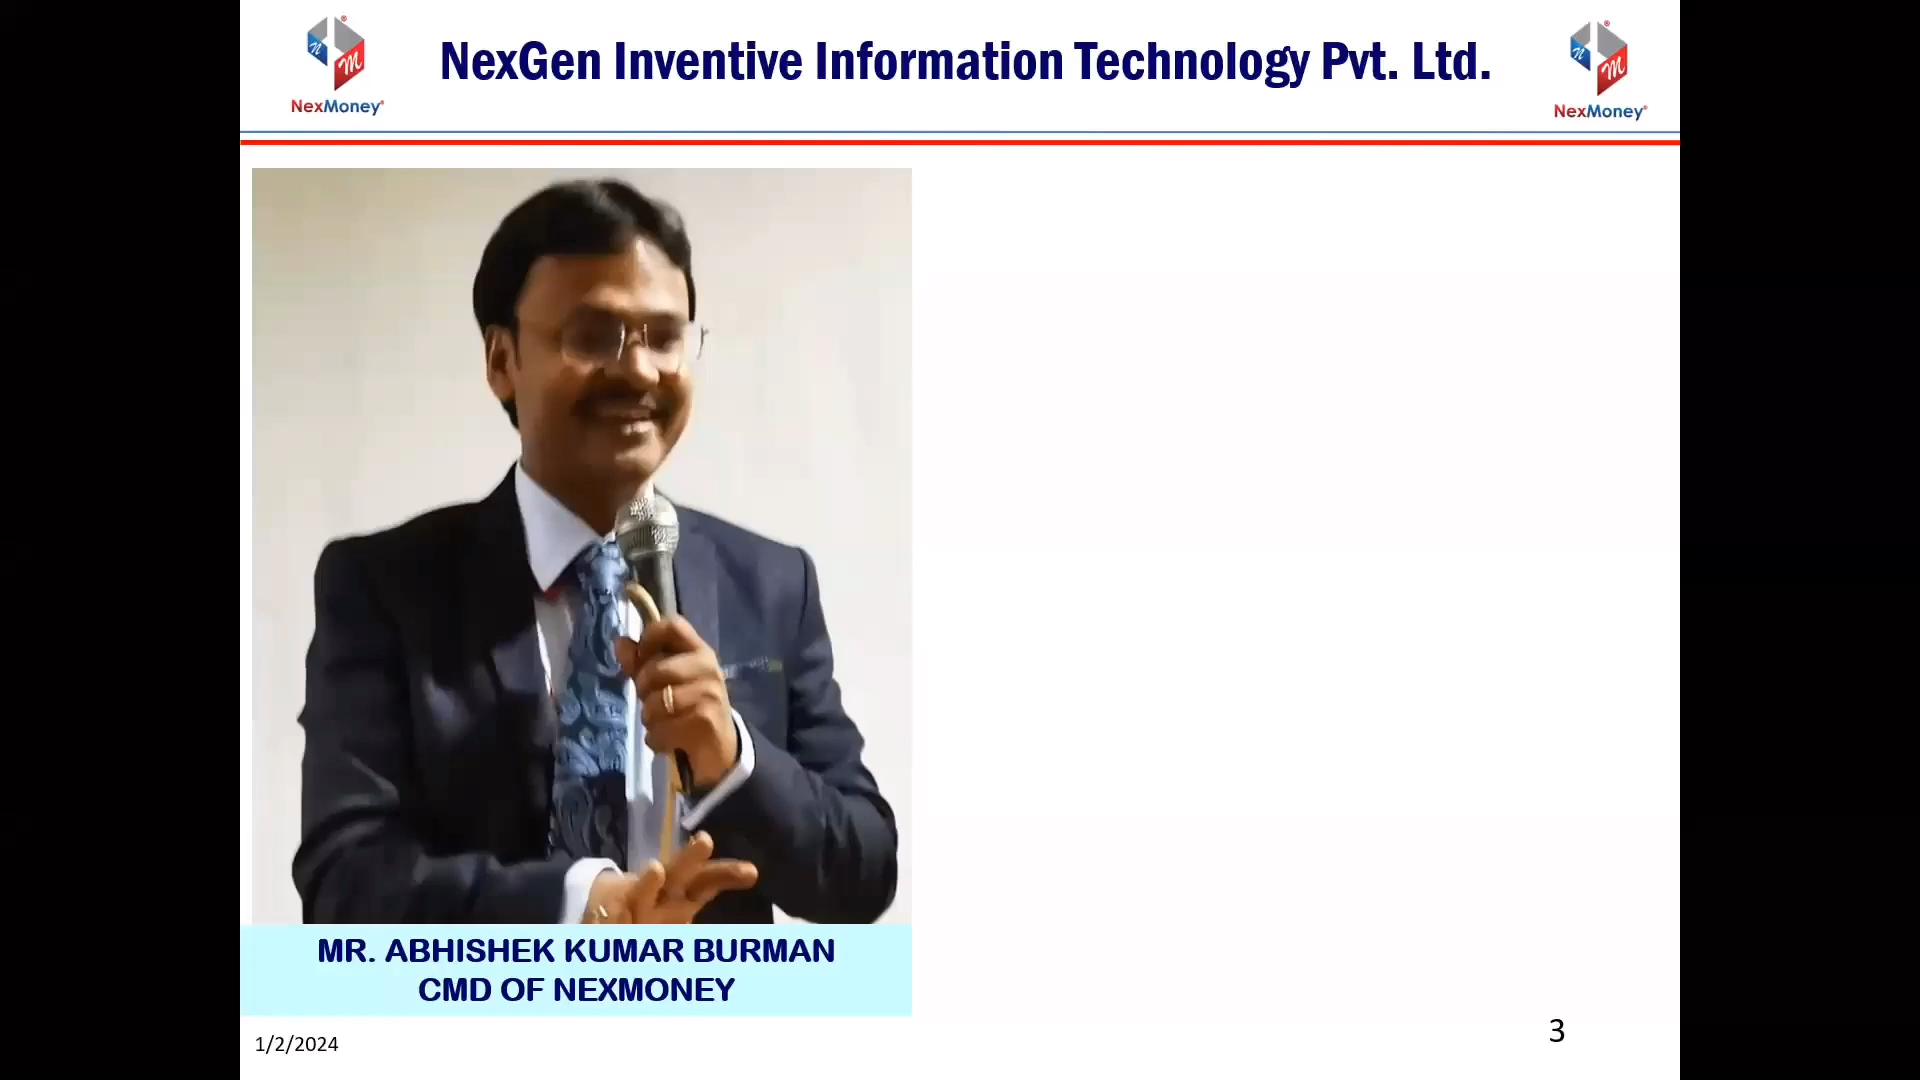 NexGen Inventive Information Technology Pvt. Ltd.
n m ®
NexMoney®
n m ®
NexMoney®
MR. ABHISHEK KUMAR BURMAN
CMD OF NEXMONEY
1/2/2024
3